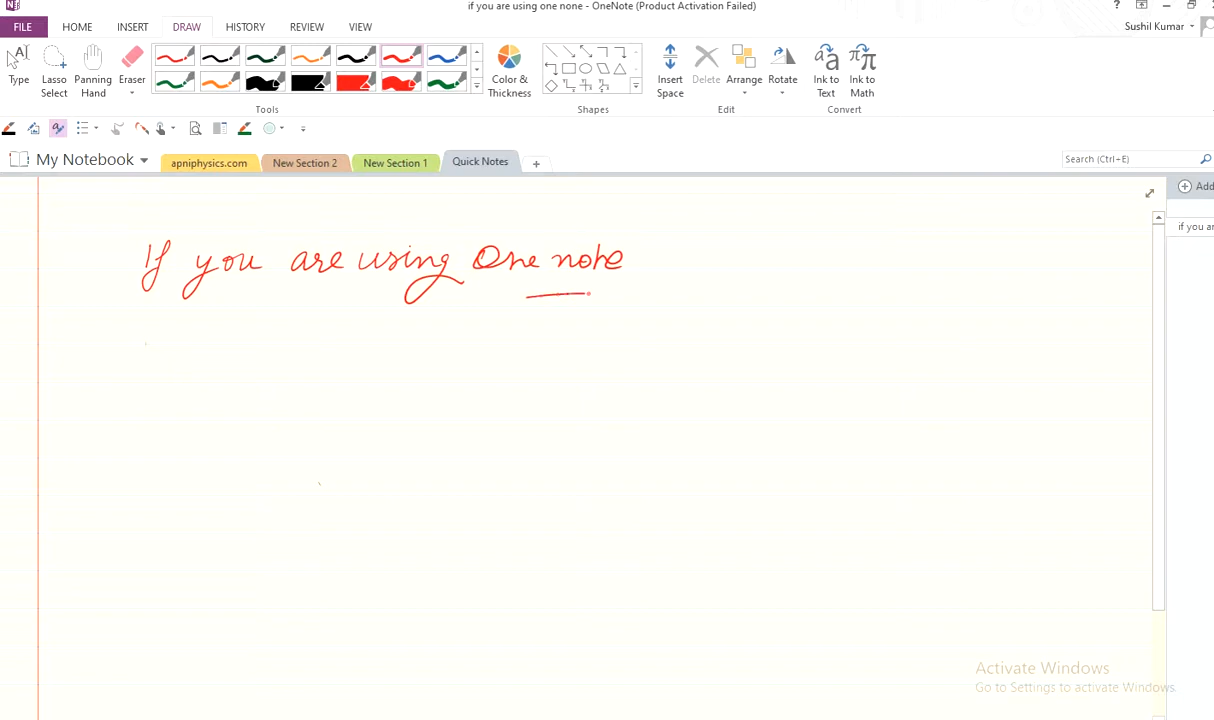 if you are using one none - OneNote (Product Activation Failed)
FILE HOME INSERT DRAW HISTORY REVIEW VIEW
Sushil Kumar
Type
Lasso Select
Panning Hand
Eraser
Color & Thickness
Insert Space
Delete
Arrange
Rotate
Ink to Text
Ink to Math
Tools
Shapes
Edit
Convert
My Notebook
apniphysics.com New Section 2 New Section 1 Quick Notes
Search (Ctrl+E)
Add
if you ar
If you are using One note
Activate Windows
Go to Settings to activate Windows.